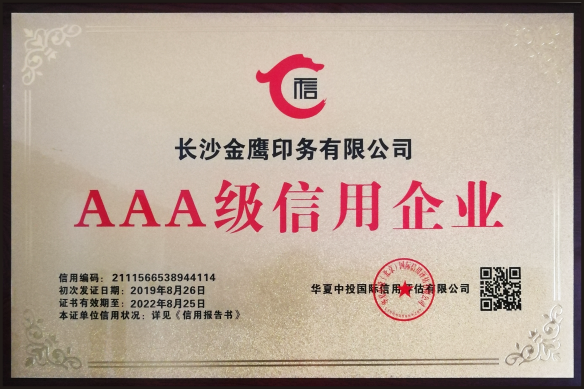 信
长沙金鹰印务有限公司
AAA级信用企业
信用编码：2111566538944114
初次发证日期：2019年8月26日
证书有效期至：2022年8月25日
本证单位信用状况：详见《信用报告书》
华夏中投国际信用评估有限公司